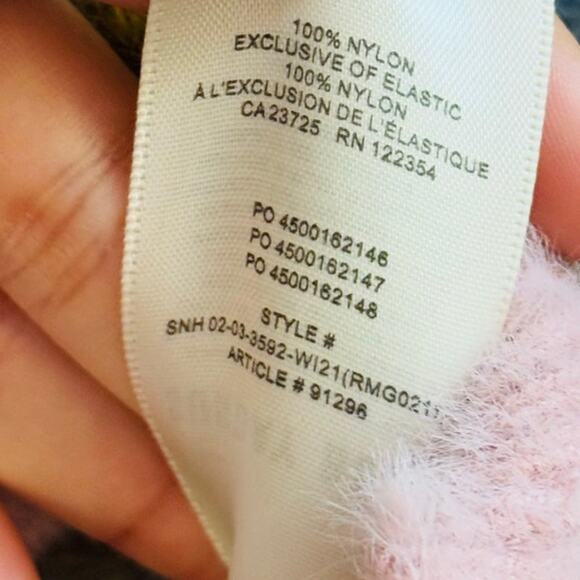 100% NYLON
EXCLUSIVE OF ELASTIC
100% NYLON
A L'EXCLUSION DE L'ÉLASTIQUE
CA23725 RN 122354
PO 4500162146
PO 4500162147
PO 4500162148
STYLE #
SNH 02-03-3592-WI21(RMG021
ARTICLE # 91296